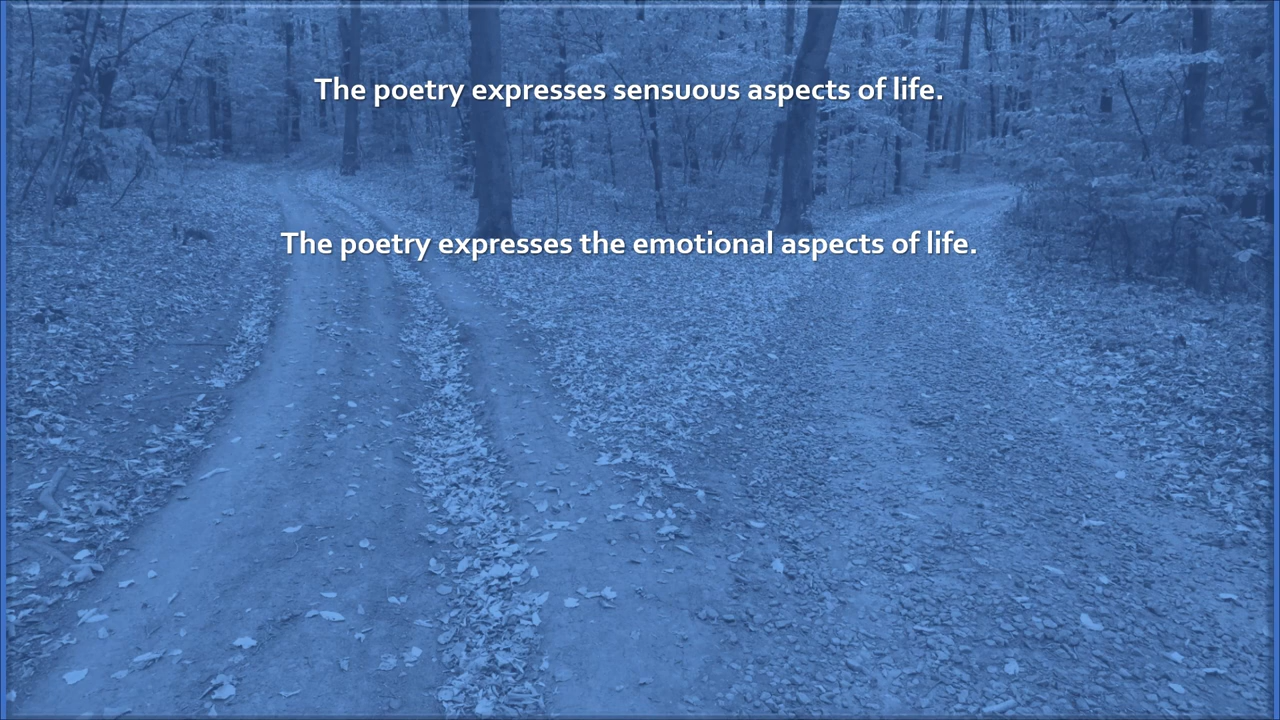 The poetry expresses sensuous aspects of life.
The poetry expresses the emotional aspects of life.